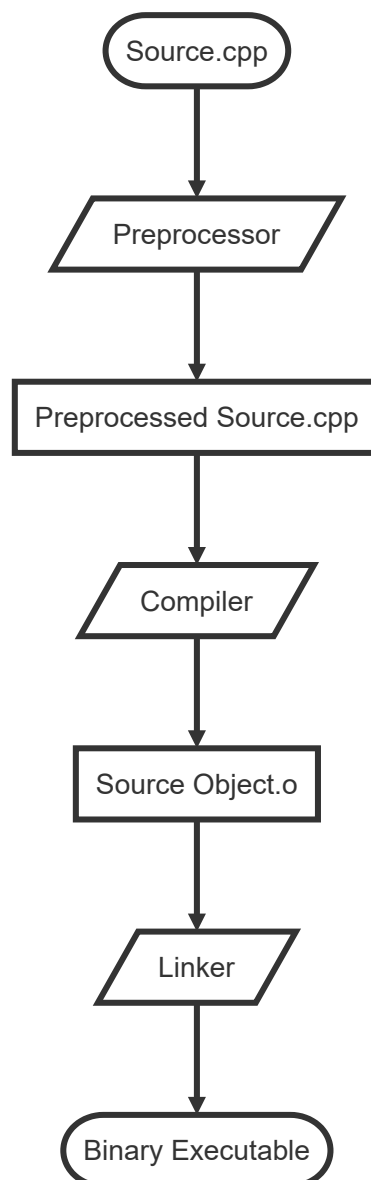 Source.cpp
Preprocessor
Preprocessed Source.cpp
Compiler
Source Object.o
Linker
Binary Executable